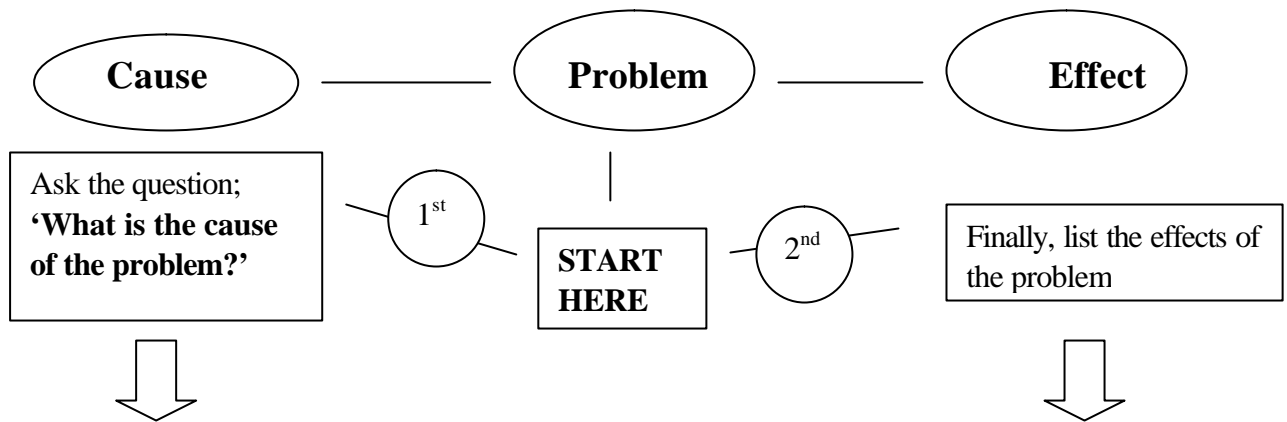 Cause
Problem
Effect
Ask the question;
‘What is the cause
of the problem?’
1st
START
HERE
2nd
Finally, list the effects of
the problem